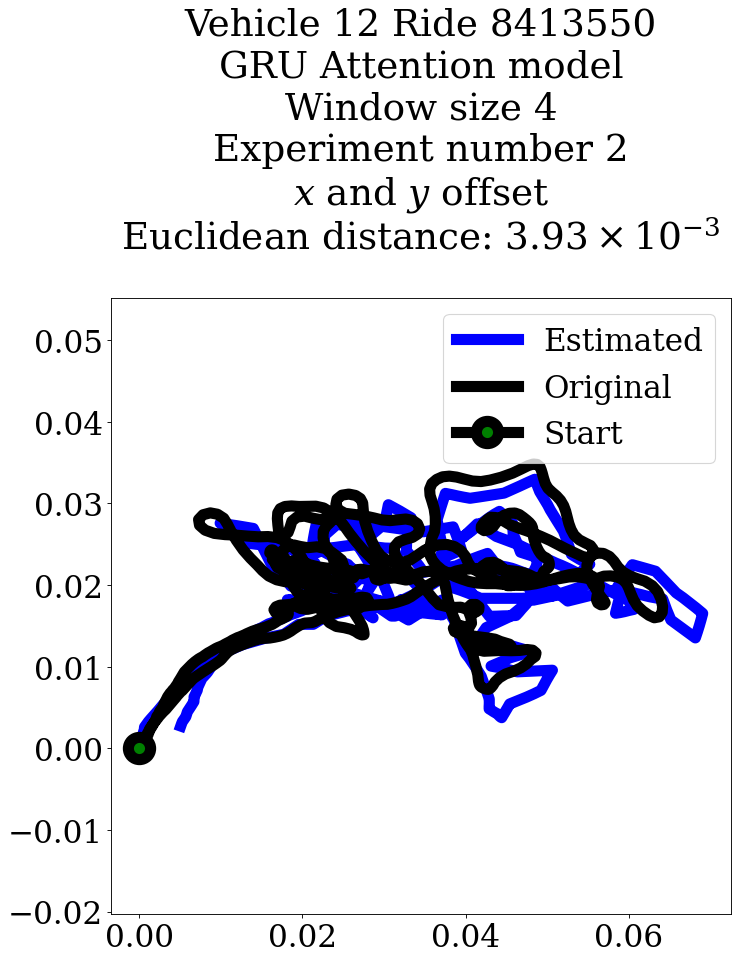 Vehicle 12 Ride 8413550
GRU Attention model
Window size 4
Experiment number 2
x and y offset
Euclidean distance: 3.93 × 10⁻³
Estimated
Original
Start
0.05
0.04
0.03
0.02
0.01
0.00
−0.01
−0.02
0.00 0.02 0.04 0.06